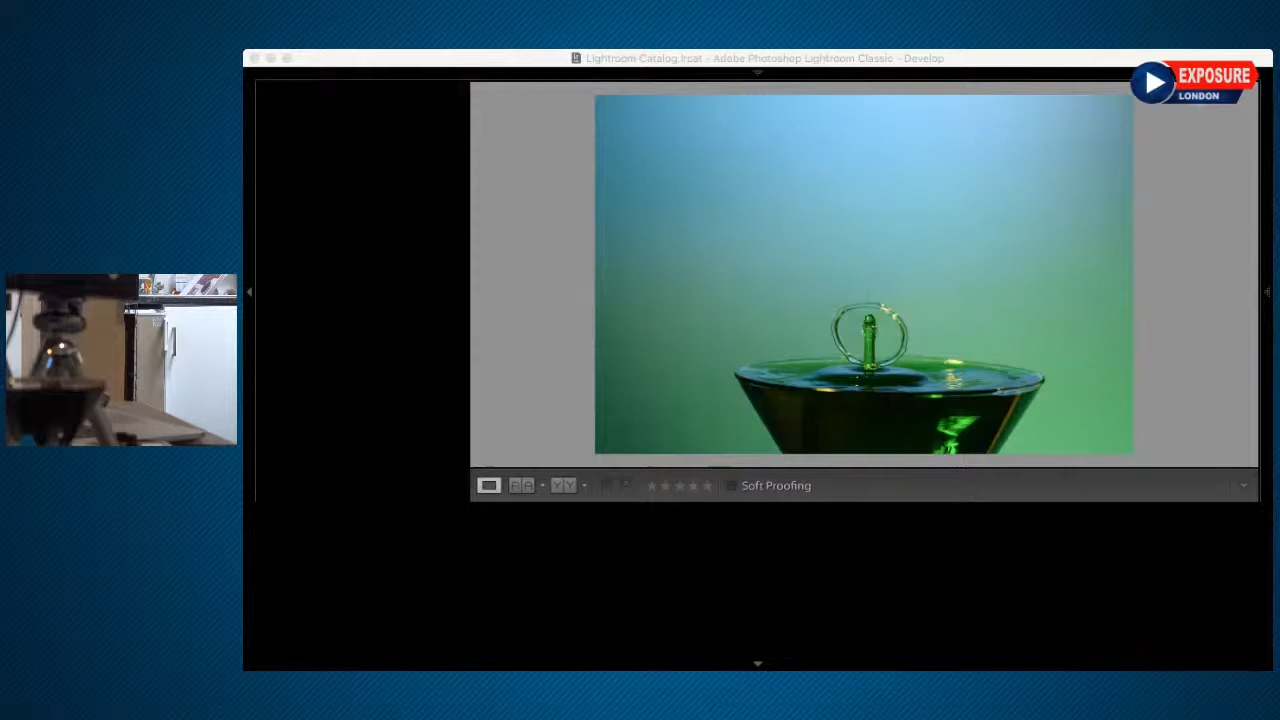 Lightroom Catalog.lrcat - Adobe Photoshop Lightroom Classic - Develop
EXPOSURE
LONDON
R A
Y Y
Soft Proofing